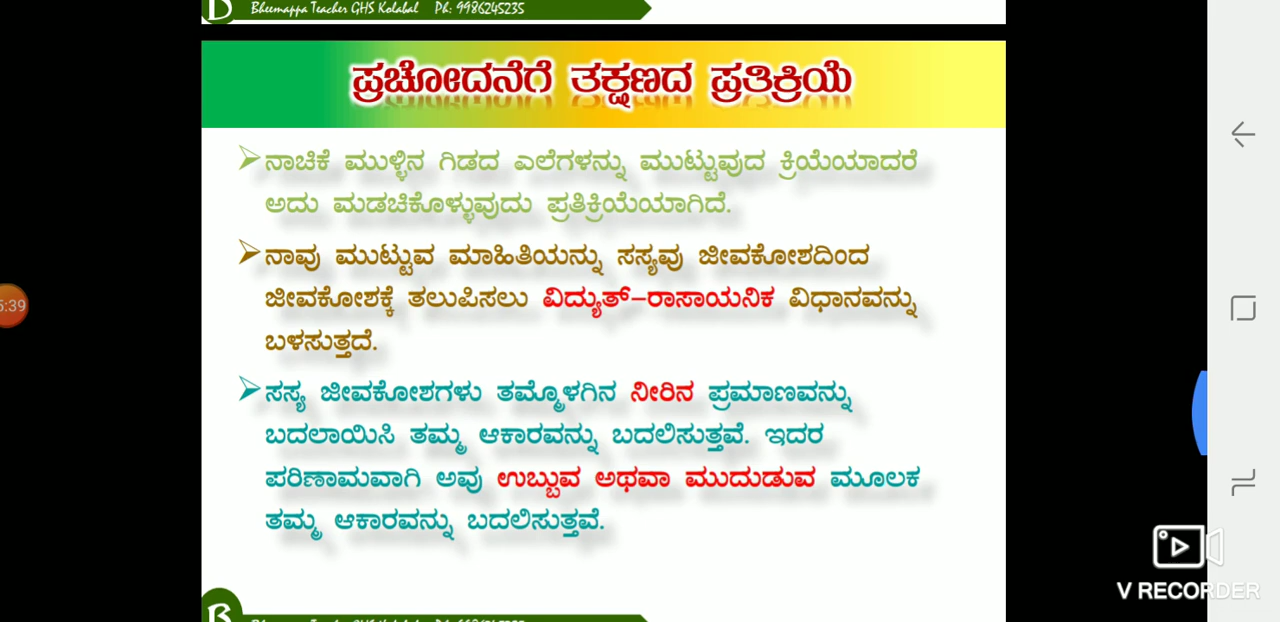 Bheemappa Teacher GHS Kolabal Ph: 9986245235
ಪ್ರಚೋದನೆಗೆ ತಕ್ಷಣದ ಪ್ರತಿಕ್ರಿಯೆ
ನಾಚಿಕೆ ಮುಳ್ಳಿನ ಗಿಡದ ಎಲೆಗಳನ್ನು ಮುಟ್ಟುವುದ ಕ್ರಿಯೆಯಾದರೆ
ಅದು ಮಡಚಿಕೊಳ್ಳುವುದು ಪ್ರತಿಕ್ರಿಯೆಯಾಗಿದೆ.
ನಾವು ಮುಟ್ಟುವ ಮಾಹಿತಿಯನ್ನು ಸಸ್ಯವು ಜೀವಕೋಶದಿಂದ
ಜೀವಕೋಶಕ್ಕೆ ತಲುಪಿಸಲು ವಿದ್ಯುತ್-ರಾಸಾಯನಿಕ ವಿಧಾನವನ್ನು
ಬಳಸುತ್ತದೆ.
ಸಸ್ಯ ಜೀವಕೋಶಗಳು ತಮ್ಮೊಳಗಿನ ನೀರಿನ ಪ್ರಮಾಣವನ್ನು
ಬದಲಾಯಿಸಿ ತಮ್ಮ ಆಕಾರವನ್ನು ಬದಲಿಸುತ್ತವೆ. ಇದರ
ಪರಿಣಾಮವಾಗಿ ಅವು ಉಬ್ಬುವ ಅಥವಾ ಮುದುಡುವ ಮೂಲಕ
ತಮ್ಮ ಆಕಾರವನ್ನು ಬದಲಿಸುತ್ತವೆ.
5:39
V RECORDER